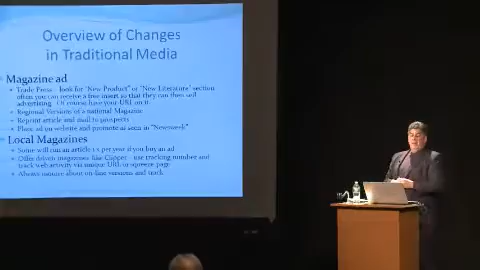 Overview of Changes
in Traditional Media
Magazine ad
Trade Press - look for "New Product" or "New Literature" section
often you can receive a free insert so that they can then sell
advertising. Of course have your URL on it.
Regional Versions of a national Magazine
Reprint article and mail to prospects
Place ad on website and promote as seen in "Newsweek"
Local Magazines
Some will run an article 1x per year if you buy an ad
Offer driven magazines like Clipper - use tracking number and
track web activity via unique URL or squeeze page
Always inquire about on-line versions and track